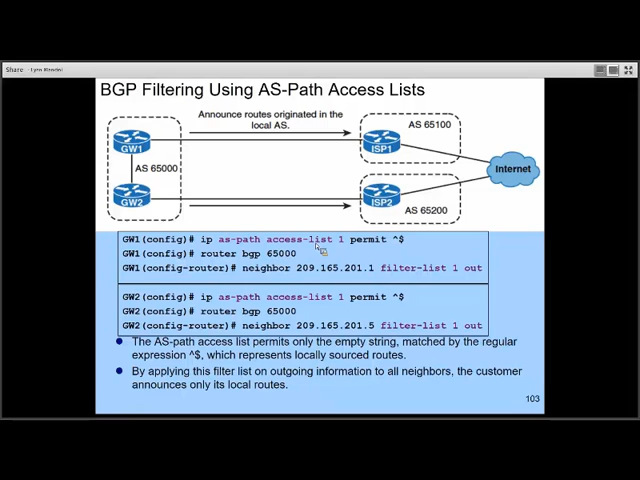 Share - Lynn Blendni
BGP Filtering Using AS-Path Access Lists
Announce routes originated in the
local AS.
AS 65100
GW1
ISP1
AS 65000
Internet
GW2
ISP2
AS 65200
GW1(config)# ip as-path access-list 1 permit ^$
GW1(config)# router bgp 65000
GW1(config-router)# neighbor 209.165.201.1 filter-list 1 out
GW2(config)# ip as-path access-list 1 permit ^$
GW2(config)# router bgp 65000
GW2(config-router)# neighbor 209.165.201.5 filter-list 1 out
The AS-path access list permits only the empty string, matched by the regular
expression ^$, which represents locally sourced routes.
By applying this filter list on outgoing information to all neighbors, the customer
announces only its local routes.
103